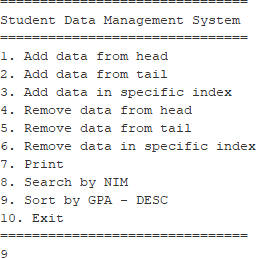 ===============================
Student Data Management System
===============================
1. Add data from head
2. Add data from tail
3. Add data in specific index
4. Remove data from head
5. Remove data from tail
6. Remove data in specific index
7. Print
8. Search by NIM
9. Sort by GPA - DESC
10. Exit
===============================
9